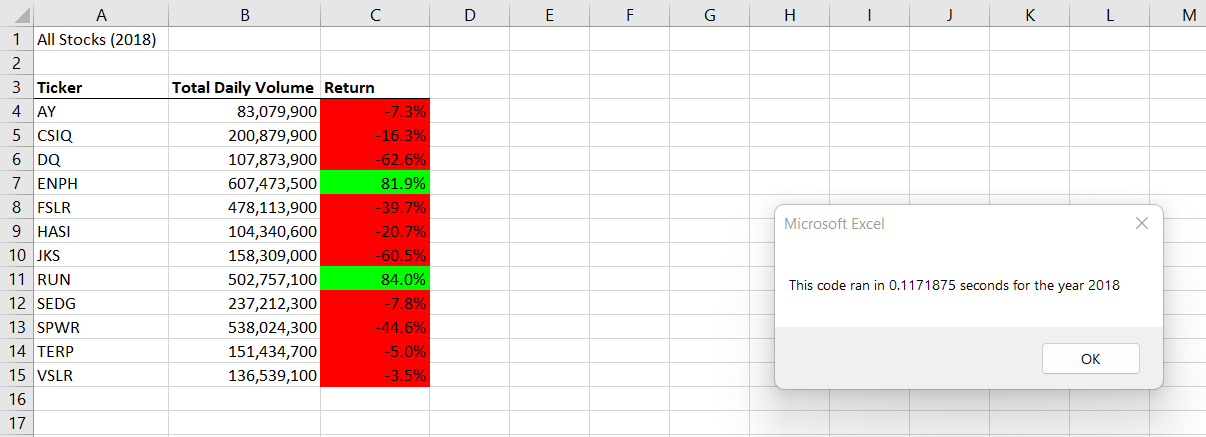 A B C D E F G H I J K L M
1 All Stocks (2018)
2
3 Ticker Total Daily Volume Return
4 AY 83,079,900 -7.3%
5 CSIQ 200,879,900 -16.3%
6 DQ 107,873,900 -62.6%
7 ENPH 607,473,500 81.9%
8 FSLR 478,113,900 -39.7%
9 HASI 104,340,600 -20.7%
10 JKS 158,309,000 -60.5%
11 RUN 502,757,100 84.0%
12 SEDG 237,212,300 -7.8%
13 SPWR 538,024,300 -44.6%
14 TERP 151,434,700 -5.0%
15 VSLR 136,539,100 -3.5%
16
17
Microsoft Excel
This code ran in 0.1171875 seconds for the year 2018
OK